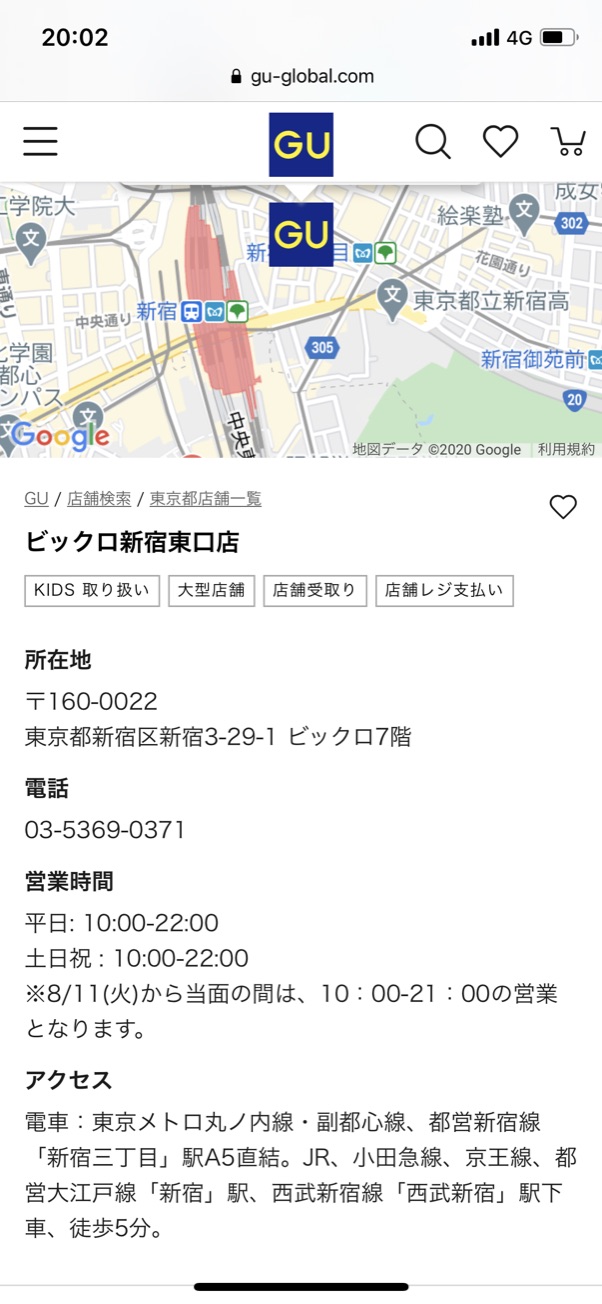 20:02
4G
gu-global.com
GU
GU
工学院大
成女
絵楽塾
302
花園通り
新宿
中央通り
東京都立新宿高
305
新宿御苑前
20
Google
地図データ ©2020 Google 利用規約
GU / 店舗検索 / 東京都店舗一覧
ビックロ新宿東口店
KIDS 取り扱い 大型店舗 店舗受取り 店舗レジ支払い
所在地
〒160-0022
東京都新宿区新宿3-29-1 ビックロ7階
電話
03-5369-0371
営業時間
平日: 10:00-22:00
土日祝 : 10:00-22:00
※8/11(火)から当面の間は、10：00-21：00の営業
となります。
アクセス
電車：東京メトロ丸ノ内線・副都心線、都営新宿線
「新宿三丁目」駅A5直結。JR、小田急線、京王線、都
営大江戸線「新宿」駅、西武新宿線「西武新宿」駅下
車、徒歩5分。